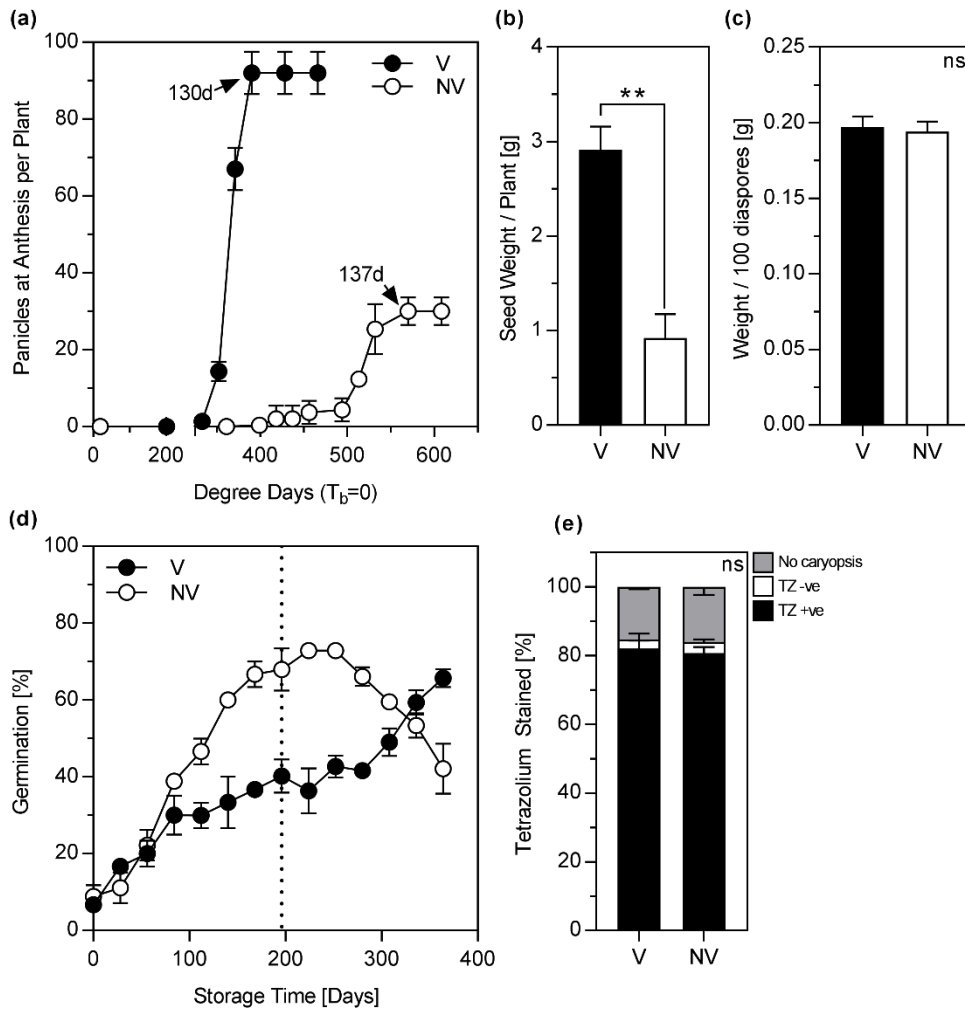 (a)
100
80
60
40
20
0
Panicles at Anthesis per Plant
130d
137d
V
NV
0 200 400 600
Degree Days (T_b=0)
(b)
4
3
2
1
0
Seed Weight / Plant [g]
**
V NV
(c)
0.25
0.20
0.15
0.10
0.05
0.00
Weight / 100 diaspores [g]
ns
V NV
(d)
100
80
60
40
20
0
Germination [%]
V
NV
0 100 200 300 400
Storage Time [Days]
(e)
100
80
60
40
20
0
Tetrazolium Stained [%]
ns
No caryopsis
TZ -ve
TZ +ve
V NV